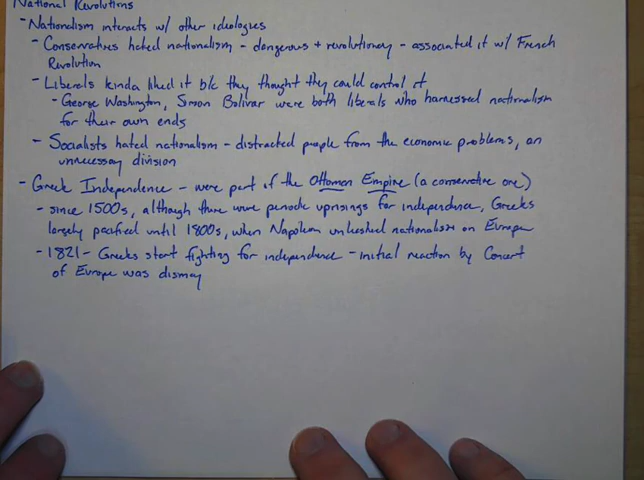 National Revolutions
- Nationalism interacts w/ other ideologies
- Conservatives hated nationalism - dangerous + revolutionary - associated it w/ French
Revolution
- Liberals kinda liked it b/c they thought they could control it
- George Washington, Simon Bolivar were both liberals who harnessed nationalism
for their own ends
- Socialists hated nationalism - distracted people from the economic problems, an
unnecessary division
- Greek Independence - were part of the Ottoman Empire (a conservative one)
- since 1500s, although there were periodic uprisings for independence, Greeks
largely pacified until 1800s, when Napoleon unleashed nationalism on Europe
- 1821 - Greeks start fighting for independence - initial reaction by Concert
of Europe was dismay